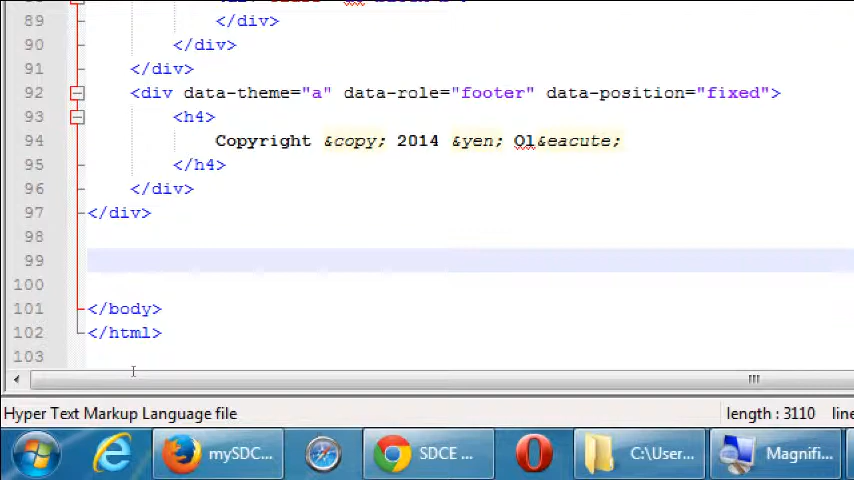 89 </div>
90 </div>
91 </div>
92 <div data-theme="a" data-role="footer" data-position="fixed">
93 <h4>
94 Copyright &copy; 2014 &yen; Ol&eacute;
95 </h4>
96 </div>
97 </div>
98
99
100
101 </body>
102 </html>
103
Hyper Text Markup Language file length : 3110 line
mySDC... SDCE ... C:\User... Magnifi...